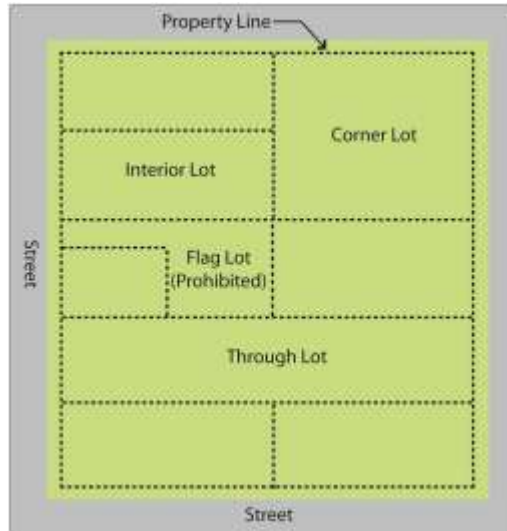 Property Line
Corner Lot
Interior Lot
Street
Flag Lot
(Prohibited)
Through Lot
Street